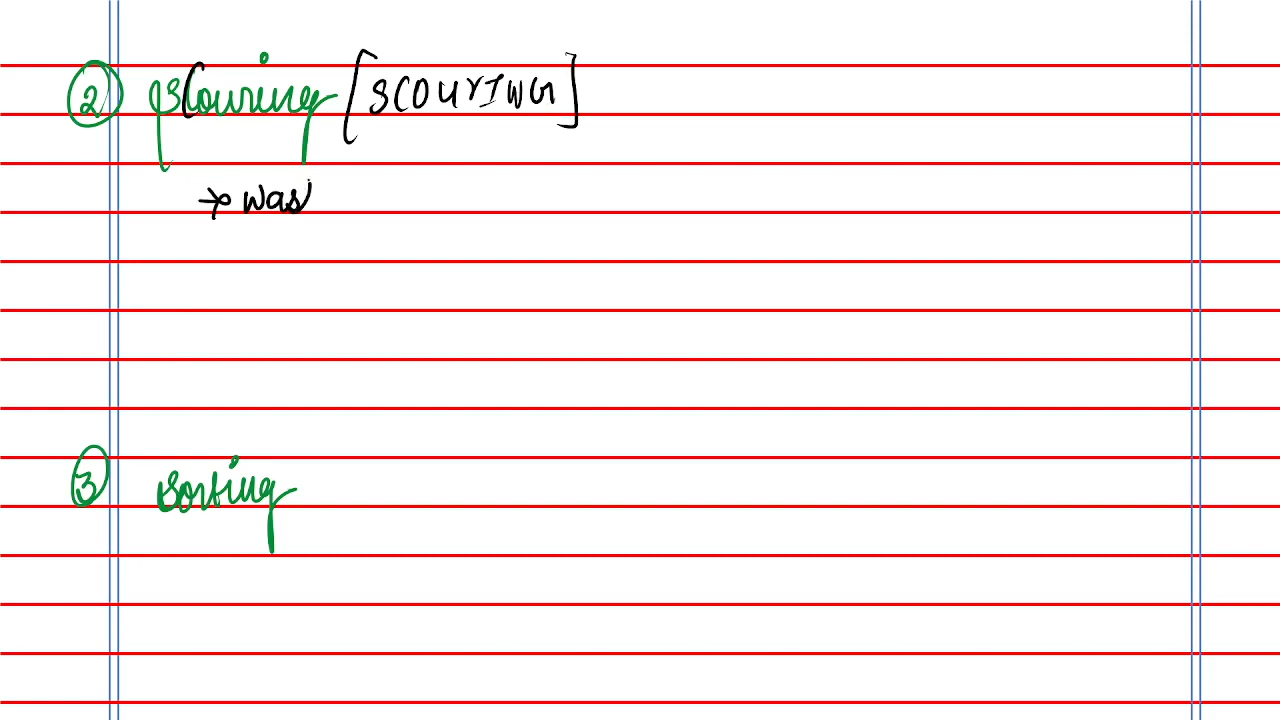 ② scouring [SCOURING]
→ was
③ sorting